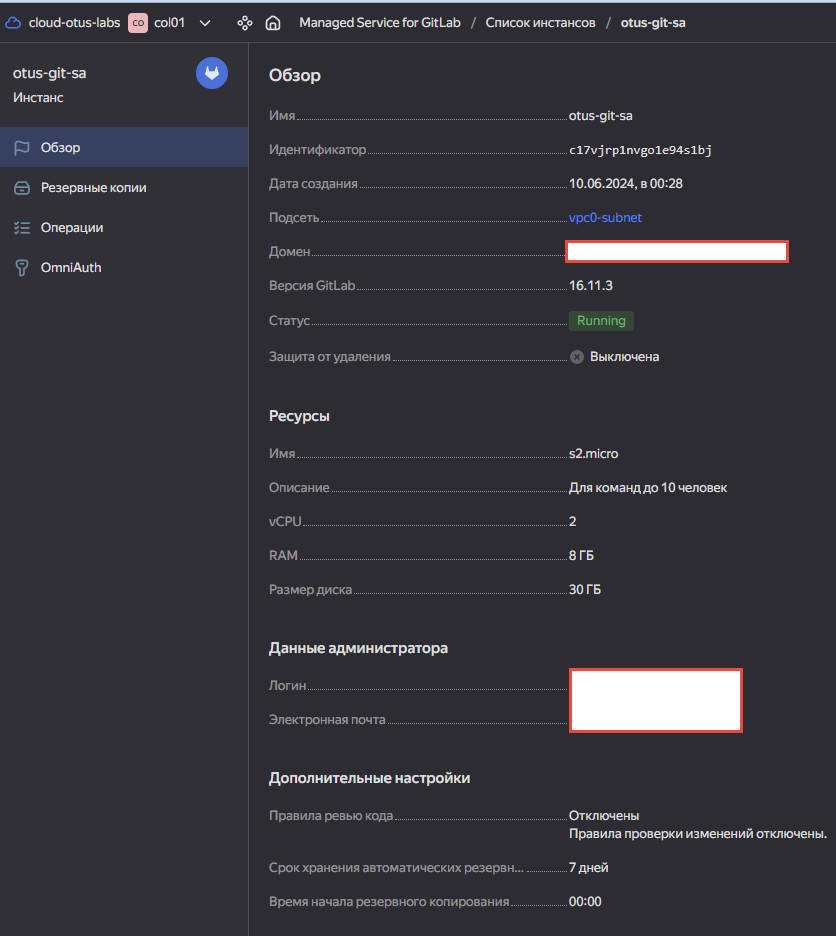 cloud-otus-labs co col01 Managed Service for GitLab / Список инстансов / otus-git-sa
otus-git-sa
Инстанс
Обзор
Резервные копии
Операции
OmniAuth
Обзор
Имя otus-git-sa
Идентификатор c17vjrp1nvgo1e94s1bj
Дата создания 10.06.2024, в 00:28
Подсеть vpc0-subnet
Домен
Версия GitLab 16.11.3
Статус Running
Защита от удаления Выключена
Ресурсы
Имя s2.micro
Описание Для команд до 10 человек
vCPU 2
RAM 8 ГБ
Размер диска 30 ГБ
Данные администратора
Логин
Электронная почта
Дополнительные настройки
Правила ревью кода Отключены
Правила проверки изменений отключены.
Срок хранения автоматических резервн... 7 дней
Время начала резервного копирования 00:00